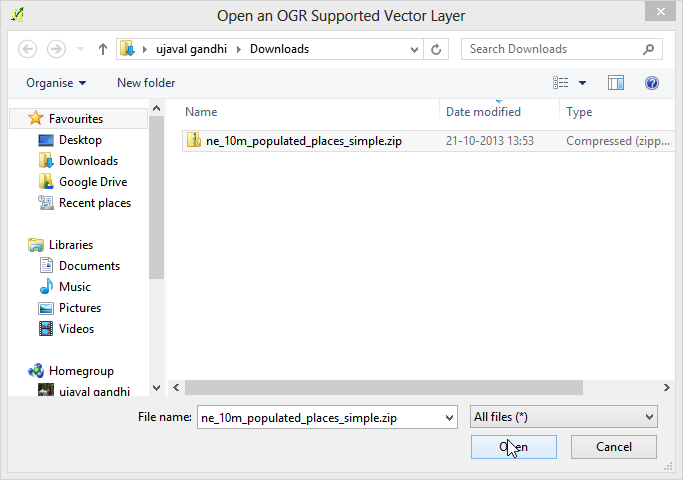 Open an OGR Supported Vector Layer
ujaval gandhi Downloads
Search Downloads
Organise New folder
Name Date modified Type
ne_10m_populated_places_simple.zip 21-10-2013 13:53 Compressed (zipp...
Favourites
Desktop
Downloads
Google Drive
Recent places
Libraries
Documents
Music
Pictures
Videos
Homegroup
ujaval gandhi
File name: ne_10m_populated_places_simple.zip All files (*)
Open Cancel